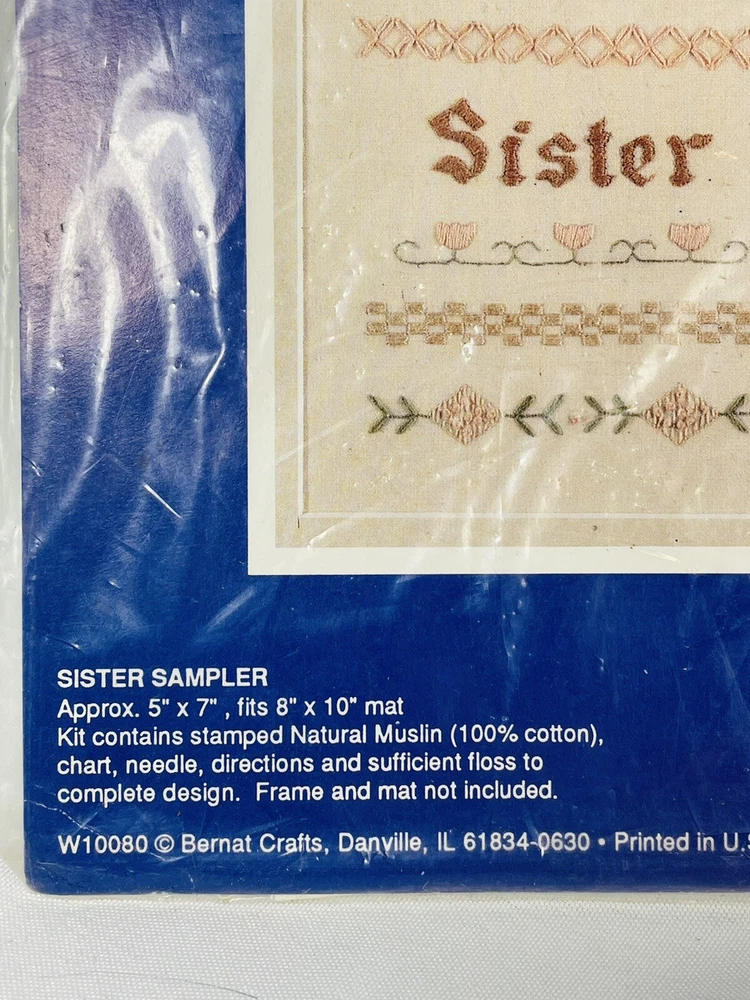 Sister
SISTER SAMPLER
Approx. 5" x 7" , fits 8" x 10" mat
Kit contains stamped Natural Muslin (100% cotton),
chart, needle, directions and sufficient floss to
complete design. Frame and mat not included.
W10080 © Bernat Crafts, Danville, IL 61834-0630 • Printed in U.S